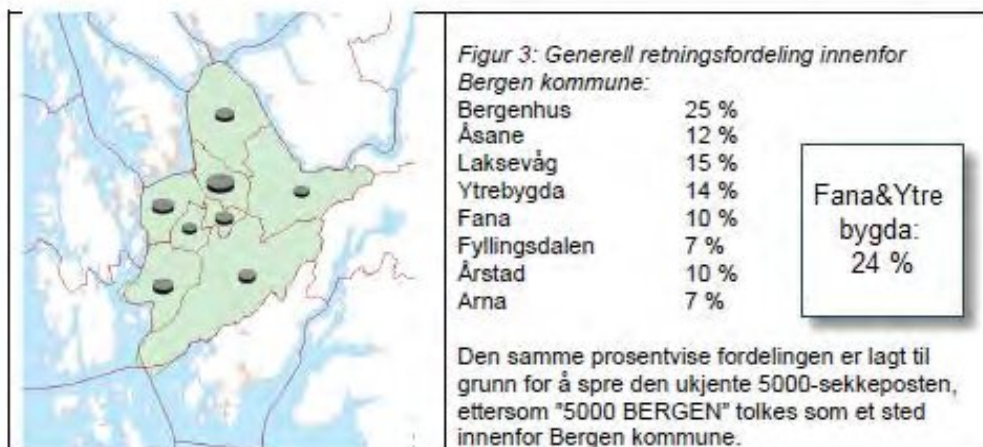 Figur 3: Generell retningsfordeling innenfor
Bergen kommune:
Bergenhus 25 %
Åsane 12 %
Laksevåg 15 %
Ytrebygda 14 %
Fana 10 %
Fyllingsdalen 7 %
Årstad 10 %
Arna 7 %
Fana&Ytre
bygda:
24 %
Den samme prosentvise fordelingen er lagt til
grunn for å spre den ukjente 5000-sekkeposten,
ettersom "5000 BERGEN" tolkes som et sted
innenfor Bergen kommune.